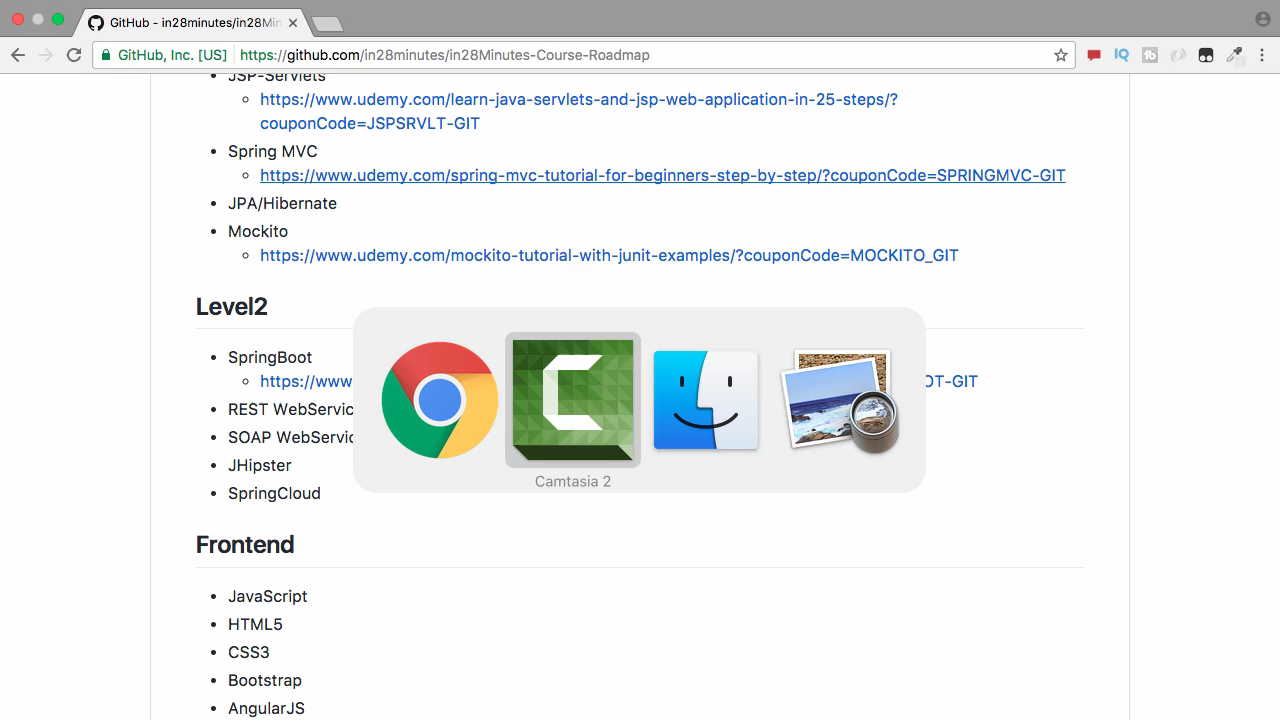 GitHub - in28minutes/in28Min
GitHub, Inc. [US] https://github.com/in28minutes/in28Minutes-Course-Roadmap
JSP-Servlets
https://www.udemy.com/learn-java-servlets-and-jsp-web-application-in-25-steps/?
couponCode=JSPSRVLT-GIT
Spring MVC
https://www.udemy.com/spring-mvc-tutorial-for-beginners-step-by-step/?couponCode=SPRINGMVC-GIT
JPA/Hibernate
Mockito
https://www.udemy.com/mockito-tutorial-with-junit-examples/?couponCode=MOCKITO_GIT
Level2
SpringBoot
https://www OT-GIT
REST WebServic
SOAP WebServic
JHipster
SpringCloud
Camtasia 2
Frontend
JavaScript
HTML5
CSS3
Bootstrap
AngularJS